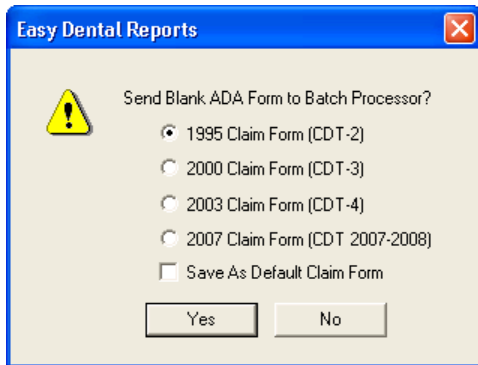 Easy Dental Reports
Send Blank ADA Form to Batch Processor?
1995 Claim Form (CDT-2)
2000 Claim Form (CDT-3)
2003 Claim Form (CDT-4)
2007 Claim Form (CDT 2007-2008)
Save As Default Claim Form
Yes No